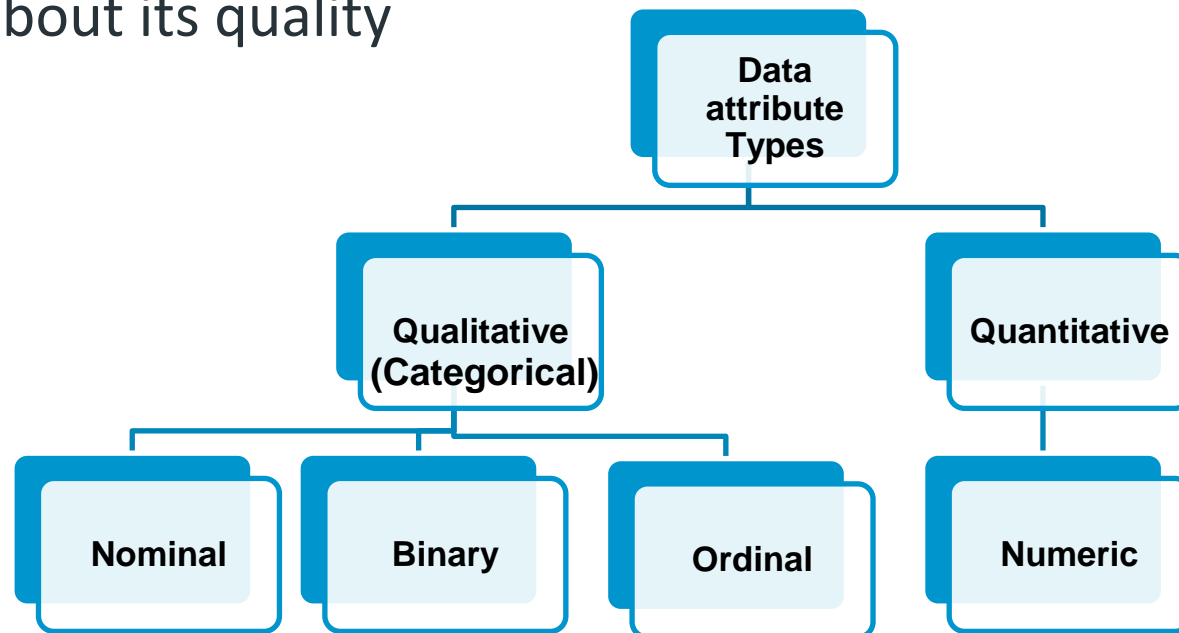 bout its quality
Data
attribute
Types
Qualitative
(Categorical)
Quantitative
Nominal
Binary
Ordinal
Numeric